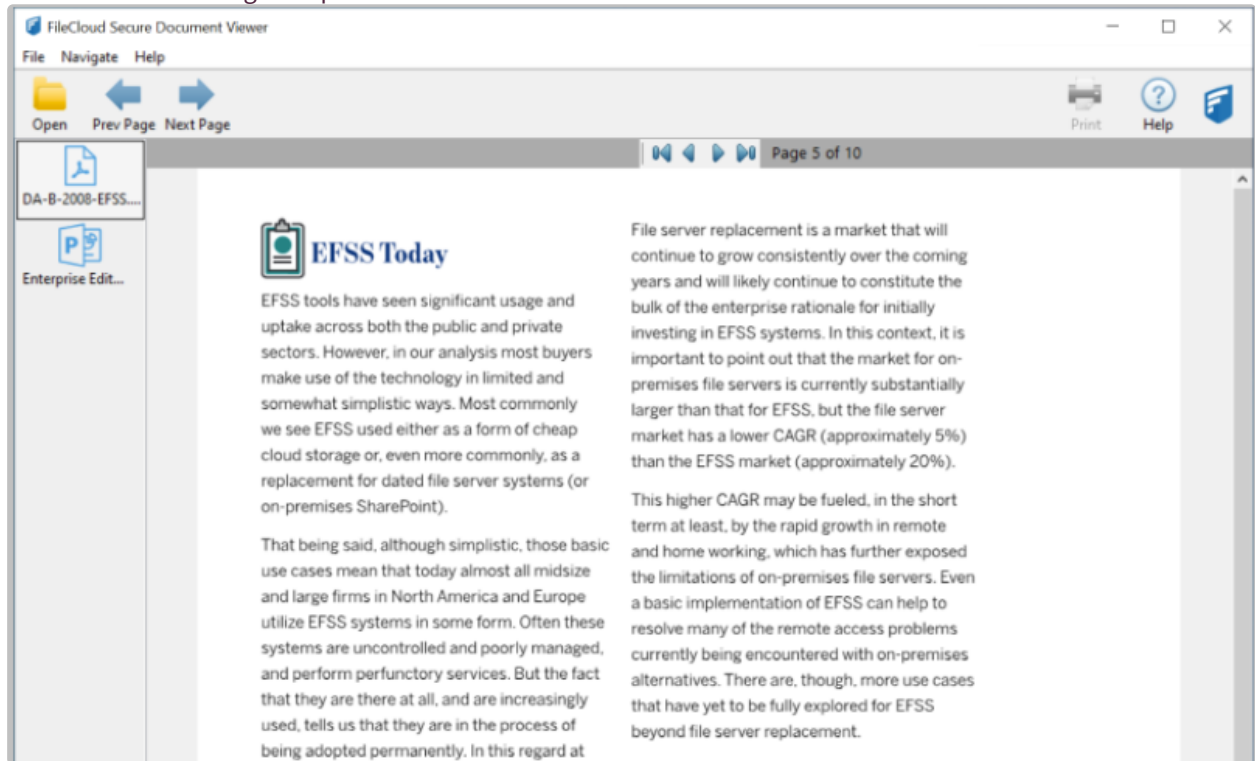 FileCloud Secure Document Viewer
File Navigate Help
Open Prev Page Next Page Print Help
Page 5 of 10
DA-B-2008-EFSS....
Enterprise Edit...
EFSS Today
EFSS tools have seen significant usage and
uptake across both the public and private
sectors. However, in our analysis most buyers
make use of the technology in limited and
somewhat simplistic ways. Most commonly
we see EFSS used either as a form of cheap
cloud storage or, even more commonly, as a
replacement for dated file server systems (or
on-premises SharePoint).
That being said, although simplistic, those basic
use cases mean that today almost all midsize
and large firms in North America and Europe
utilize EFSS systems in some form. Often these
systems are uncontrolled and poorly managed,
and perform perfunctory services. But the fact
that they are there at all, and are increasingly
used, tells us that they are in the process of
being adopted permanently. In this regard at
File server replacement is a market that will
continue to grow consistently over the coming
years and will likely continue to constitute the
bulk of the enterprise rationale for initially
investing in EFSS systems. In this context, it is
important to point out that the market for on-
premises file servers is currently substantially
larger than that for EFSS, but the file server
market has a lower CAGR (approximately 5%)
than the EFSS market (approximately 20%).
This higher CAGR may be fueled, in the short
term at least, by the rapid growth in remote
and home working, which has further exposed
the limitations of on-premises file servers. Even
a basic implementation of EFSS can help to
resolve many of the remote access problems
currently being encountered with on-premises
alternatives. There are, though, more use cases
that have yet to be fully explored for EFSS
beyond file server replacement.